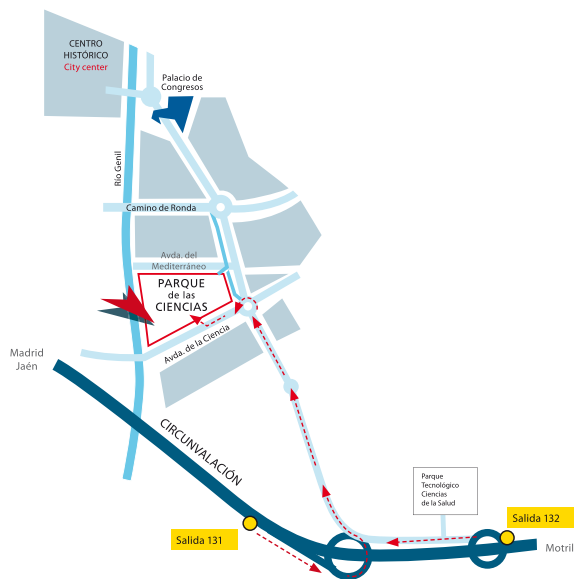 CENTRO
HISTÓRICO
City center
Palacio de
Congresos
Río Genil
Camino de Ronda
Avda. del
Mediterráneo
PARQUE
de las
CIENCIAS
Avda. de la Ciencia
Madrid
Jaén
CIRCUNVALACIÓN
Parque
Tecnológico
Ciencias
de la Salud
Salida 132
Salida 131
Motril